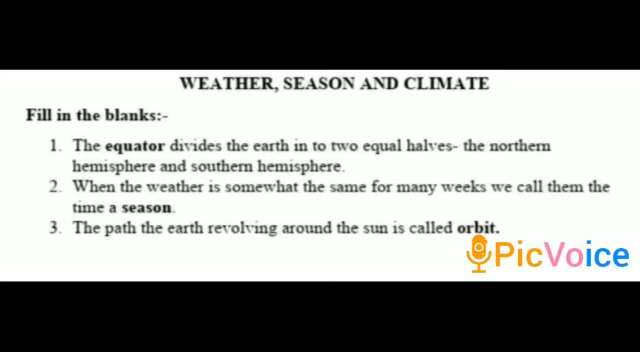 WEATHER, SEASON AND CLIMATE
Fill in the blanks:-
1. The equator divides the earth in to two equal halves- the northern
hemisphere and southern hemisphere.
2. When the weather is somewhat the same for many weeks we call them the
time a season.
3. The path the earth revolving around the sun is called orbit.
PicVoice